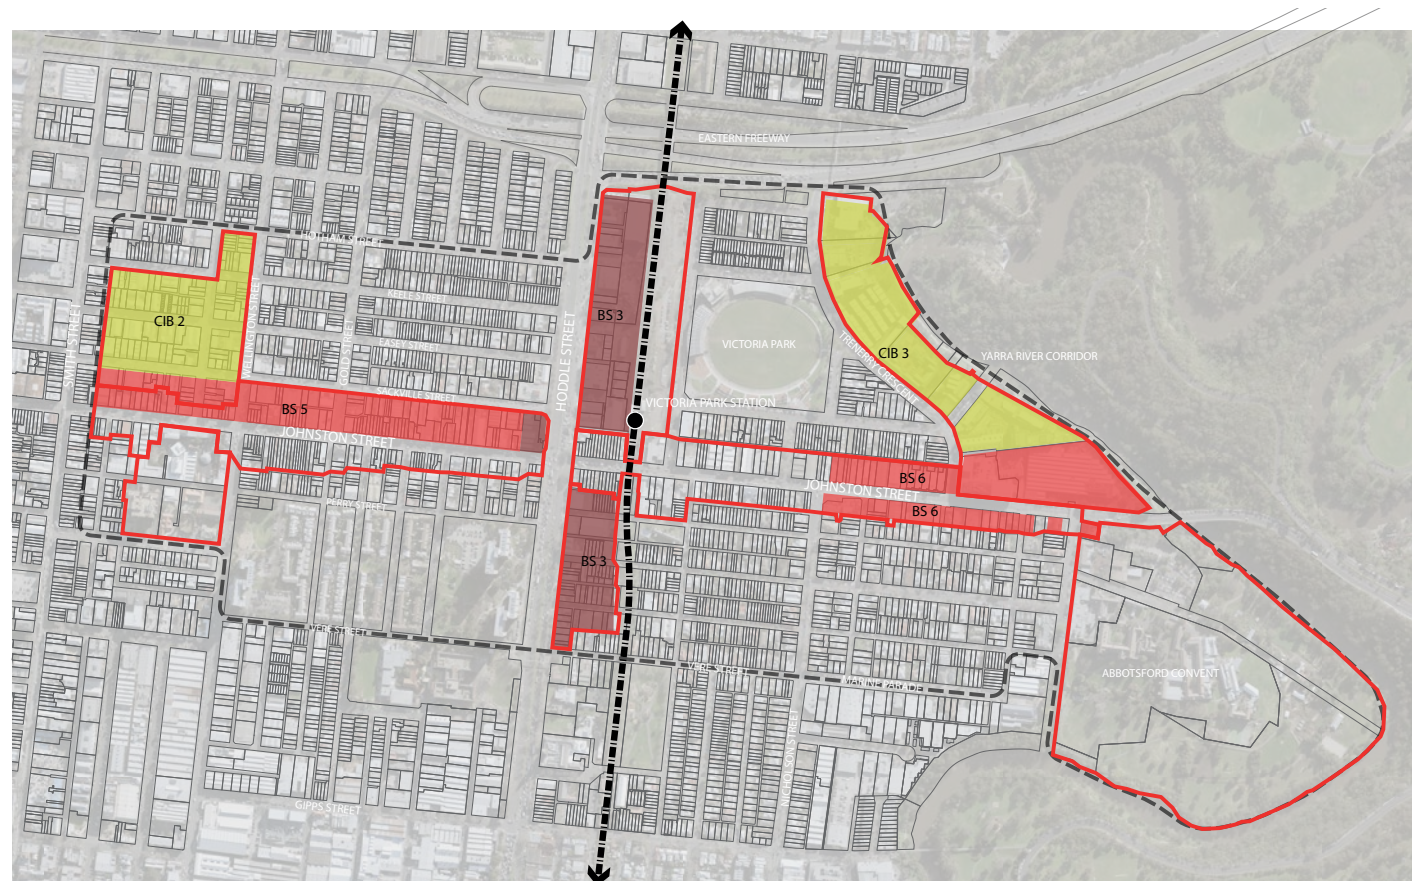 EASTERN FREEWAY
HOTHAM STREET
KEELE STREET
EASEY STREET
SACKVILLE STREET
SMITH STREET
WELLINGTON STREET
GOLD STREET
HODDLE STREET
CIB 2
BS 3
VICTORIA PARK
CIB 3
YARRA RIVER CORRIDOR
TRENERRY CRESCENT
VICTORIA PARK STATION
BS 5
JOHNSTON STREET
BS 6
JOHNSTON STREET
BS 6
PERRY STREET
BS 3
VERE STREET
VERE STREET
MARINE PARADE
ABBOTSFORD CONVENT
NICHOLSON STREET
GIPPS STREET